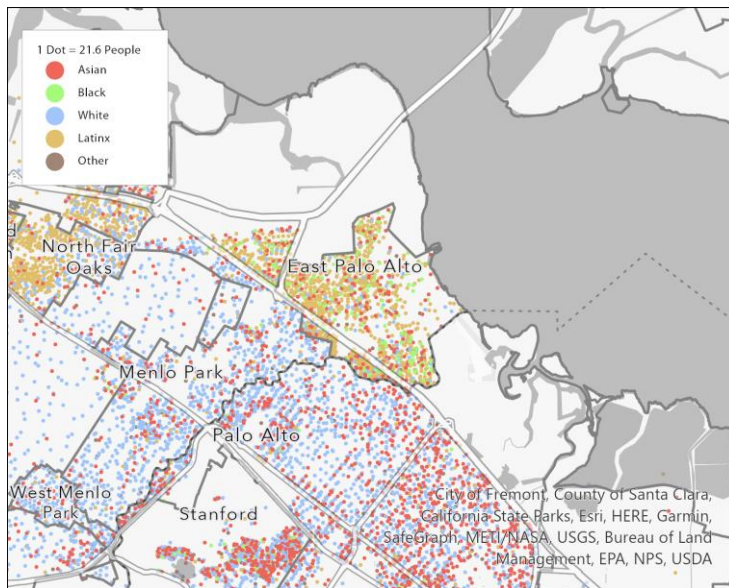 1 Dot = 21.6 People
Asian
Black
White
Latinx
Other
North Fair
Oaks
East Palo Alto
Menlo Park
Palo Alto
West Menlo
Park
Stanford
City of Fremont, County of Santa Clara,
California State Parks, Esri, HERE, Garmin,
SafeGraph, METI/NASA, USGS, Bureau of Land
Management, EPA, NPS, USDA